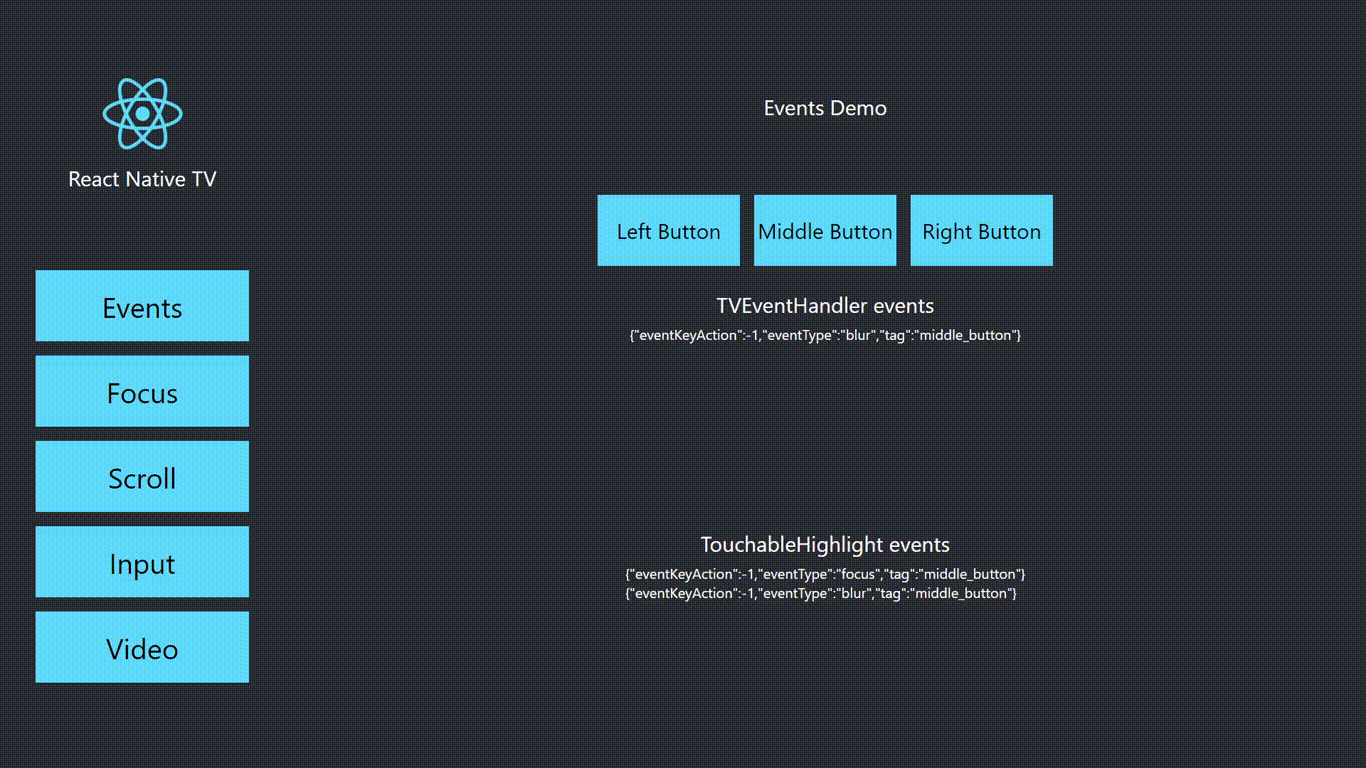 React Native TV
Events
Focus
Scroll
Input
Video
Events Demo
Left Button
Middle Button
Right Button
TVEventHandler events
{"eventKeyAction":-1,"eventType":"blur","tag":"middle_button"}
TouchableHighlight events
{"eventKeyAction":-1,"eventType":"focus","tag":"middle_button"}
{"eventKeyAction":-1,"eventType":"blur","tag":"middle_button"}